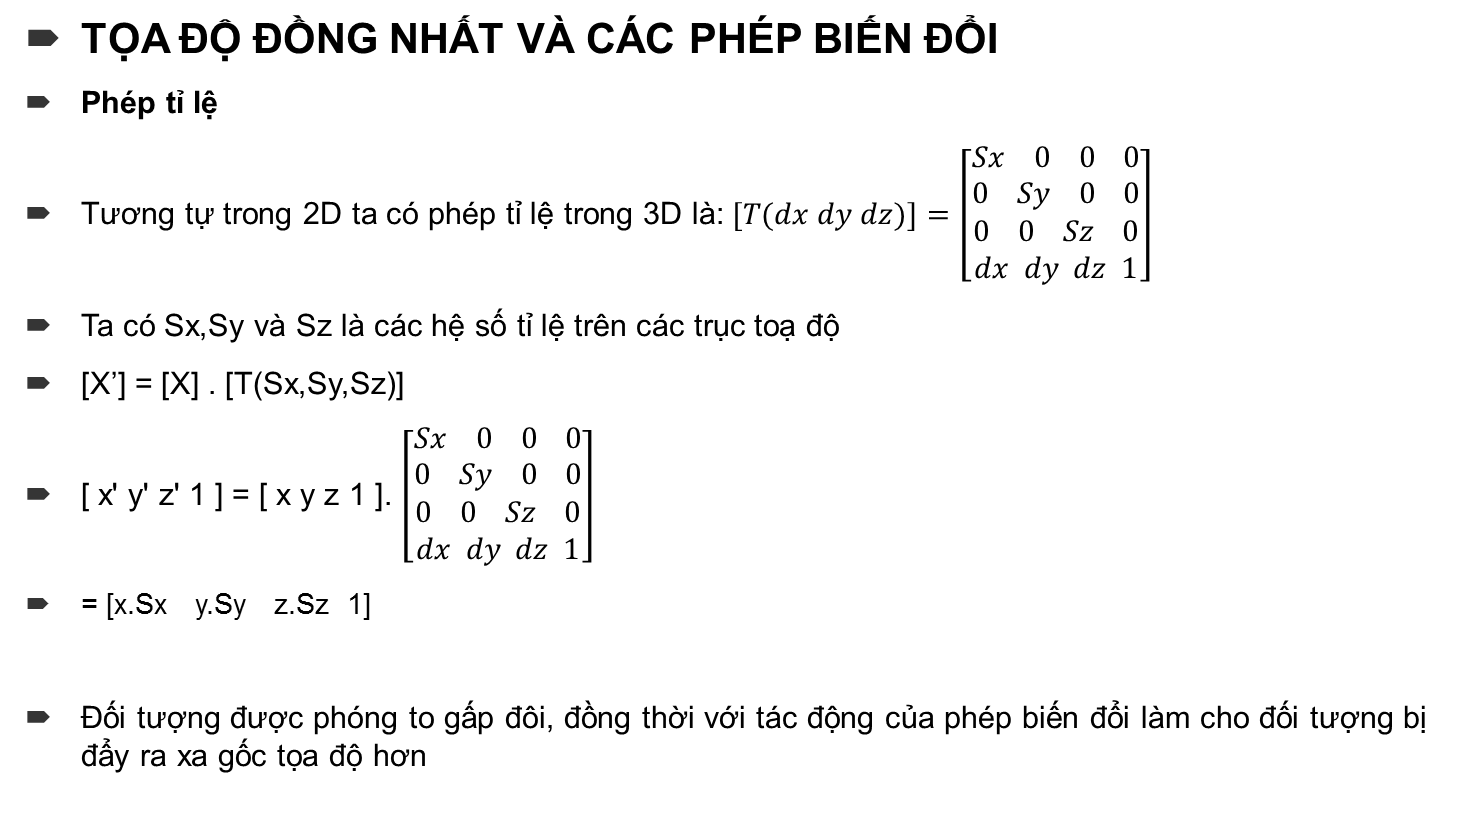 TỌA ĐỘ ĐỒNG NHẤT VÀ CÁC PHÉP BIẾN ĐỔI
Phép tỉ lệ
Tương tự trong 2D ta có phép tỉ lệ trong 3D là: [T(dx dy dz)] = [Sx 0 0 0
0 Sy 0 0
0 0 Sz 0
dx dy dz 1]
Ta có Sx,Sy và Sz là các hệ số tỉ lệ trên các trục toạ độ
[X’] = [X] . [T(Sx,Sy,Sz)]
[ x' y' z' 1 ] = [ x y z 1 ]. [Sx 0 0 0
0 Sy 0 0
0 0 Sz 0
dx dy dz 1]
= [x.Sx y.Sy z.Sz 1]
Đối tượng được phóng to gấp đôi, đồng thời với tác động của phép biến đổi làm cho đối tượng bị
đẩy ra xa gốc tọa độ hơn